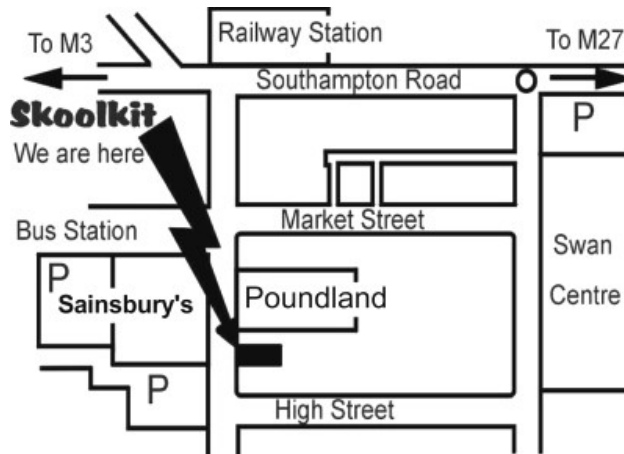 Railway Station
To M3
To M27
Southampton Road
Skoolkit
P
We are here
Market Street
Bus Station
Swan
Centre
P
Sainsbury's
Poundland
P
High Street